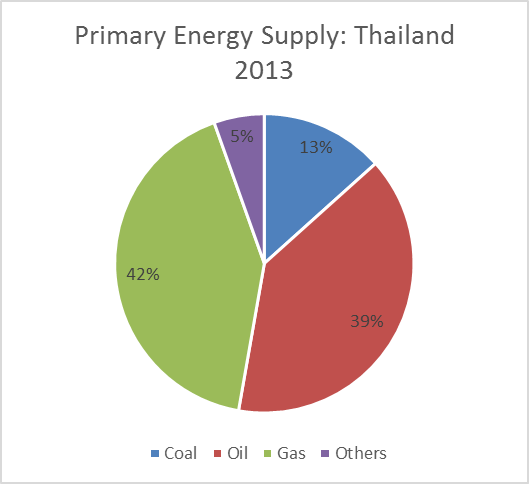 Primary Energy Supply: Thailand
2013
5%
13%
42%
39%
Coal Oil Gas Others